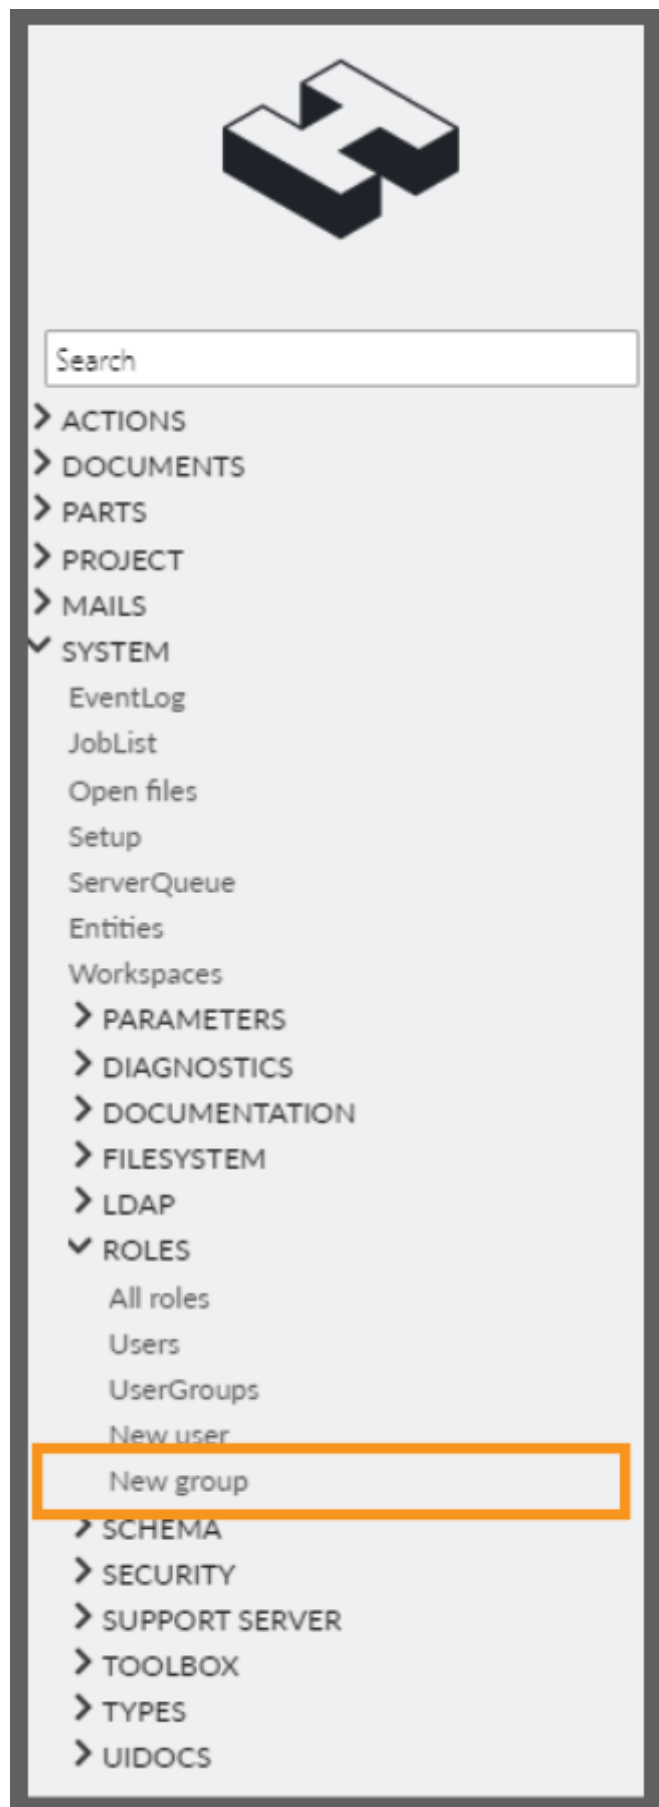 Search
ACTIONS
DOCUMENTS
PARTS
PROJECT
MAILS
SYSTEM
EventLog
JobList
Open files
Setup
ServerQueue
Entities
Workspaces
PARAMETERS
DIAGNOSTICS
DOCUMENTATION
FILESYSTEM
LDAP
ROLES
All roles
Users
UserGroups
New user
New group
SCHEMA
SECURITY
SUPPORT SERVER
TOOLBOX
TYPES
UIDOCS